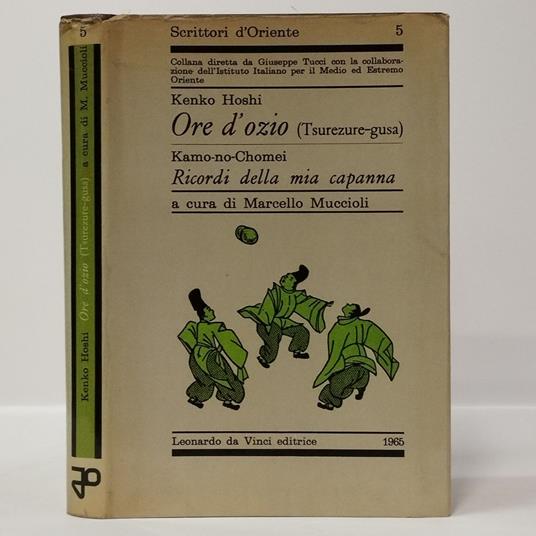 Scrittori d'Oriente 5
Collana diretta da Giuseppe Tucci con la collabora-
zione dell'Istituto Italiano per il Medio ed Estremo
Oriente
Kenko Hoshi
Ore d'ozio (Tsurezure-gusa)
Kamo-no-Chomei
Ricordi della mia capanna
a cura di Marcello Muccioli
Leonardo da Vinci editrice 1965
Kenko Hoshi Ore d'ozio (Tsurezure-gusa) a cura di M. Muccioli 5